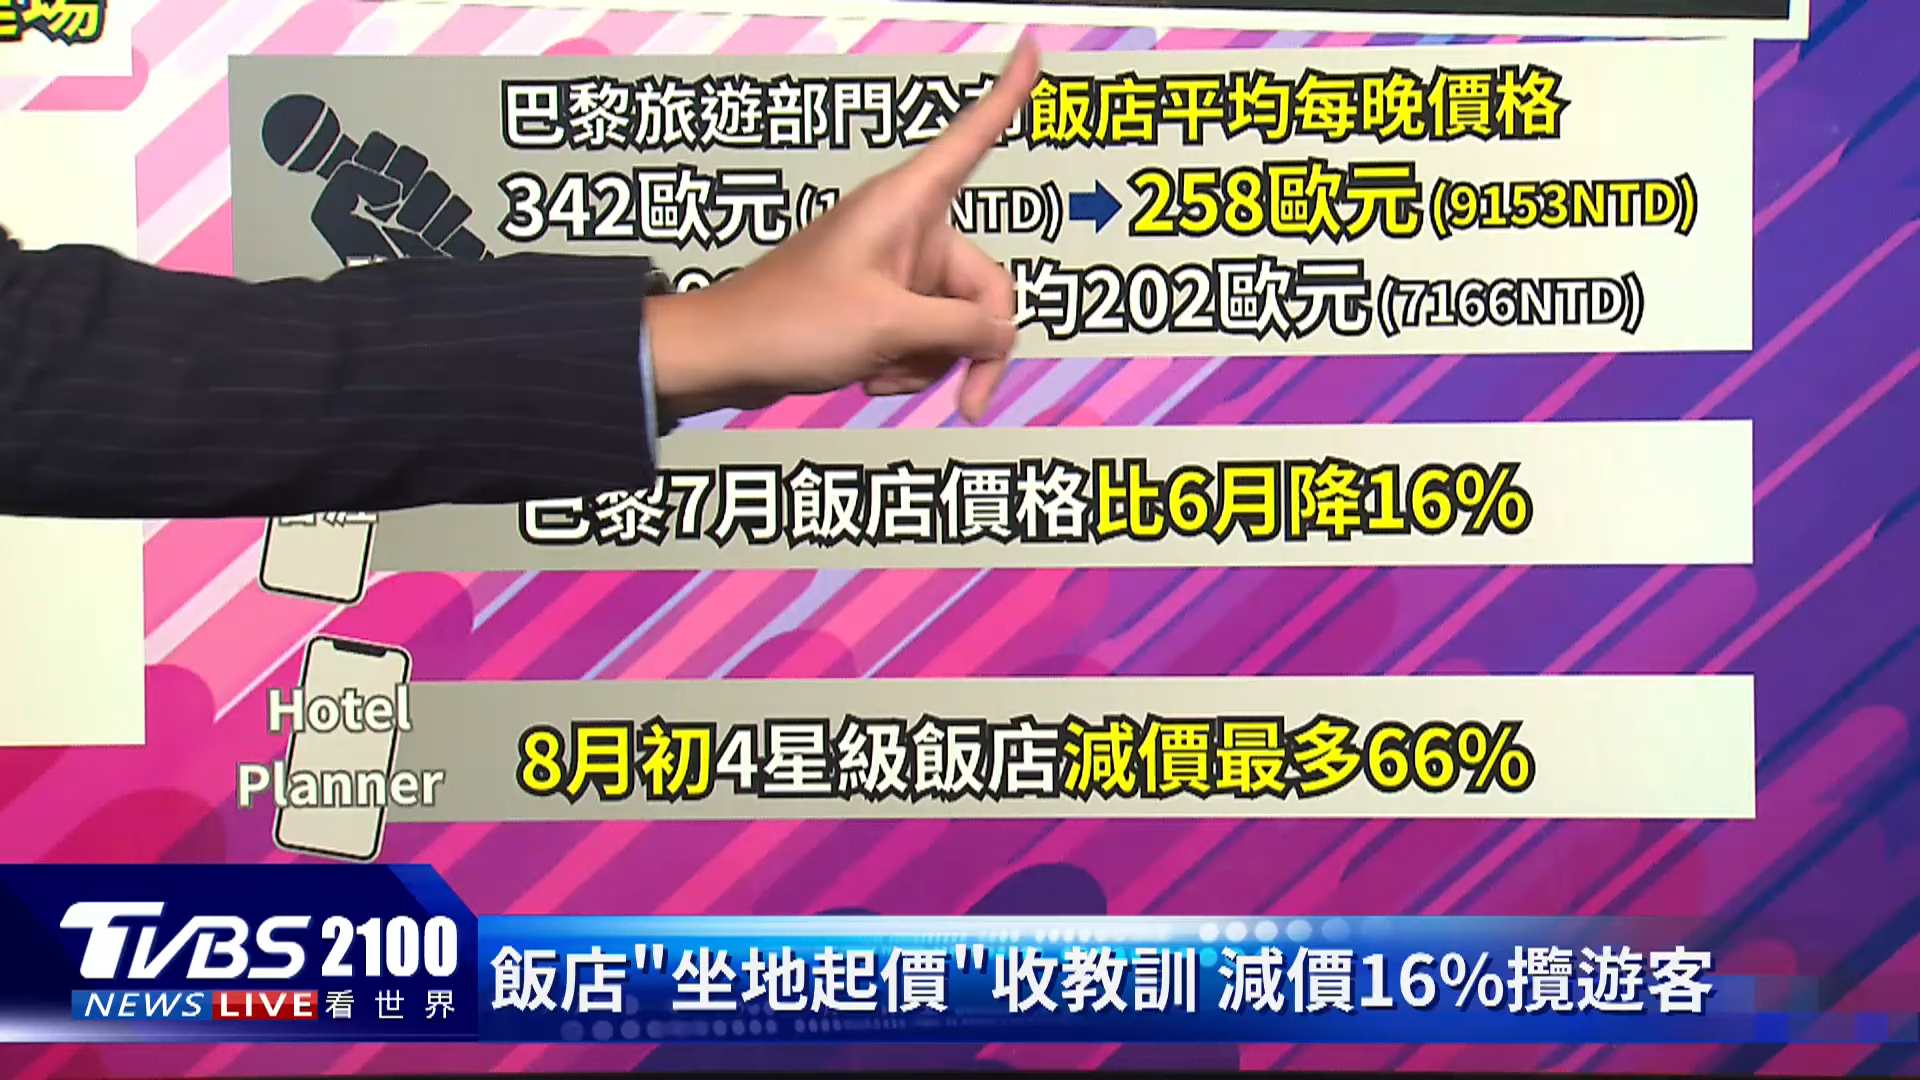 巴黎旅遊部門公布飯店平均每晚價格
342歐元 NTD)➡258歐元(9153NTD)
均202歐元(7166NTD)
巴黎7月飯店價格比6月降16%
Hotel
Planner
8月初4星級飯店減價最多66%
TVBS 2100
NEWS LIVE 看世界
飯店"坐地起價"收教訓 減價16%攬遊客